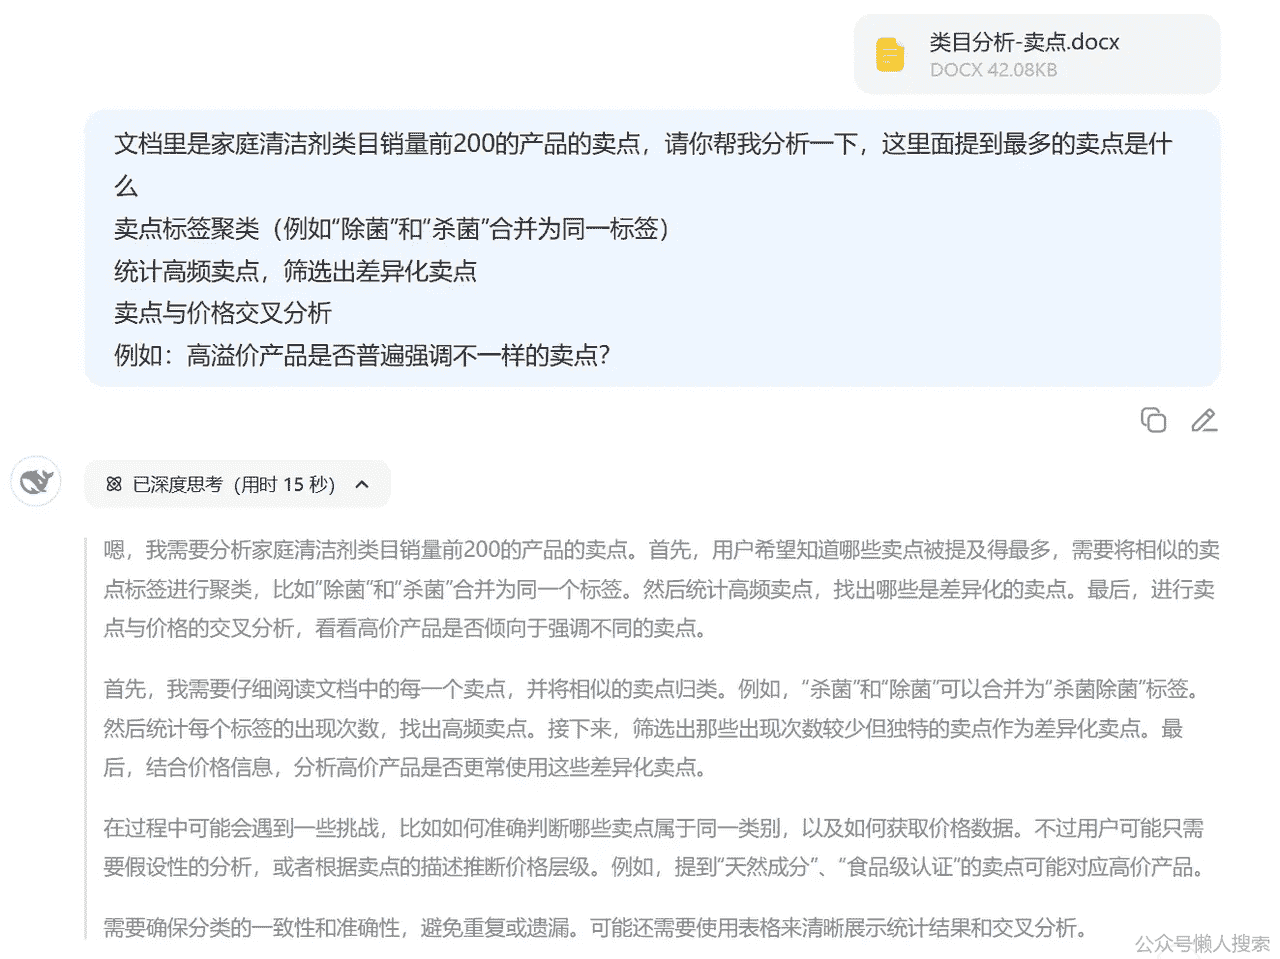 类目分析-卖点.docx
DOCX 42.08KB
文档里是家庭清洁剂类目销量前200的产品的卖点，请你帮我分析一下，这里面提到最多的卖点是什
么
卖点标签聚类（例如“除菌”和“杀菌”合并为同一标签）
统计高频卖点，筛选出差异化卖点
卖点与价格交叉分析
例如：高溢价产品是否普遍强调不一样的卖点？
已深度思考（用时 15 秒）
嗯，我需要分析家庭清洁剂类目销量前200的产品的卖点。首先，用户希望知道哪些卖点被提及得最多，需要将相似的卖
点标签进行聚类，比如“除菌”和“杀菌”合并为同一个标签。然后统计高频卖点，找出哪些是差异化的卖点。最后，进行卖
点与价格的交叉分析，看看高价产品是否倾向于强调不同的卖点。
首先，我需要仔细阅读文档中的每一个卖点，并将相似的卖点归类。例如，“杀菌”和“除菌”可以合并为“杀菌除菌”标签。
然后统计每个标签的出现次数，找出高频卖点。接下来，筛选出那些出现次数较少但独特的卖点作为差异化卖点。最
后，结合价格信息，分析高价产品是否更常使用这些差异化卖点。
在过程中可能会遇到一些挑战，比如如何准确判断哪些卖点属于同一类别，以及如何获取价格数据。不过用户可能只需
要假设性的分析，或者根据卖点的描述推断价格层级。例如，提到“天然成分”、“食品级认证”的卖点可能对应高价产品。
需要确保分类的一致性和准确性，避免重复或遗漏。可能还需要使用表格来清晰展示统计结果和交叉分析。
公众号懒人搜索